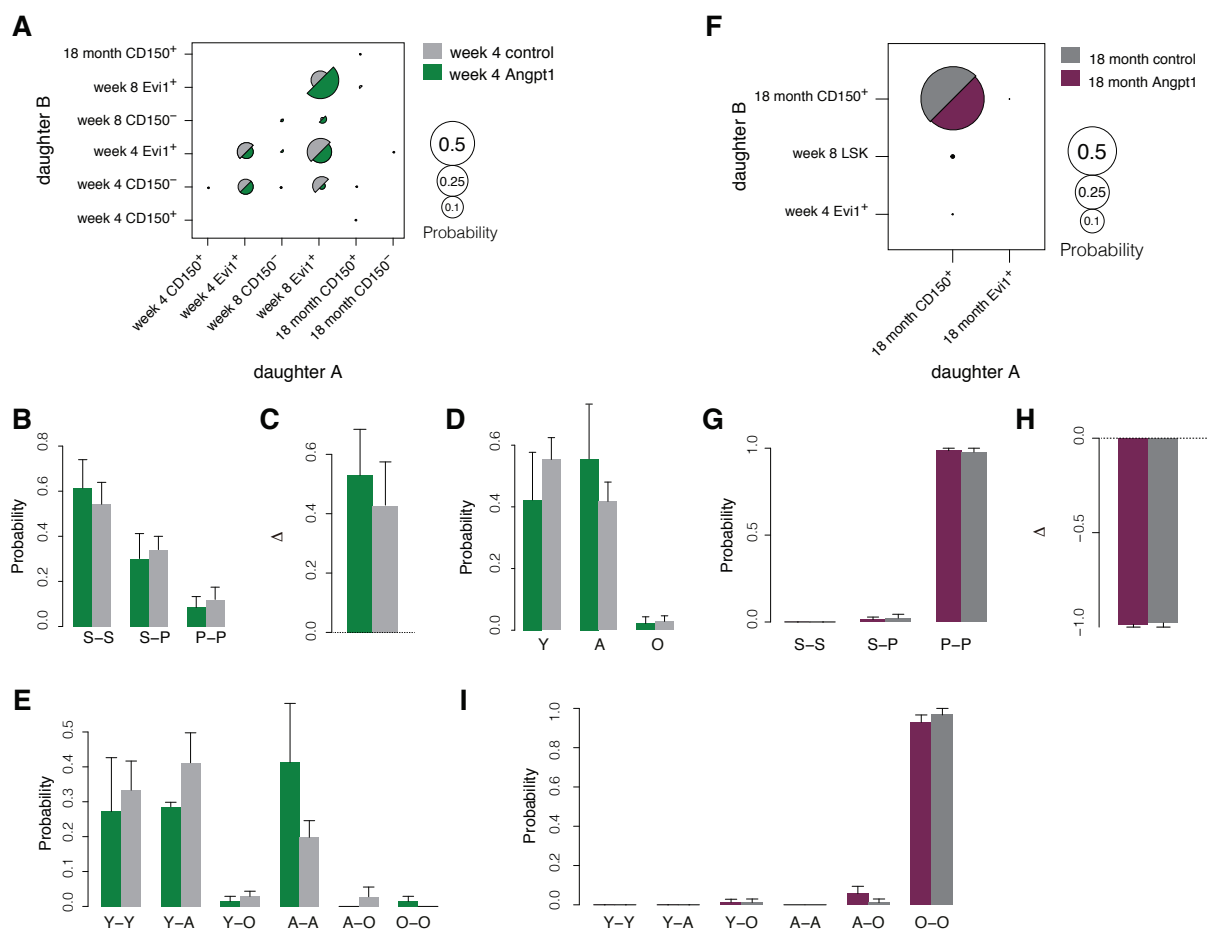 A
18 month CD150⁺
week 8 Evi1⁺
week 8 CD150⁻
week 4 Evi1⁺
week 4 CD150⁻
week 4 CD150⁺
daughter B
week 4 CD150⁺
week 4 Evi1⁺
week 8 CD150⁻
week 8 Evi1⁺
18 month CD150⁺
18 month CD150⁻
daughter A
week 4 control
week 4 Angpt1
0.5
0.25
0.1
Probability
F
18 month CD150⁺
week 8 LSK
week 4 Evi1⁺
daughter B
18 month CD150⁺
18 month Evi1⁺
daughter A
18 month control
18 month Angpt1
0.5
0.25
0.1
Probability
B
Probability
0.8
0.6
0.4
0.2
0.0
S–S
S–P
P–P
C
Δ
0.6
0.4
0.2
0.0
D
Probability
0.6
0.4
0.2
0.0
Y
A
O
G
Probability
1.0
0.5
0.0
S–S
S–P
P–P
H
Δ
0.0
−0.5
−1.0
E
Probability
0.5
0.4
0.3
0.2
0.1
0.0
Y–Y
Y–A
Y–O
A–A
A–O
O–O
I
Probability
1.0
0.8
0.6
0.4
0.2
0.0
Y–Y
Y–A
Y–O
A–A
A–O
O–O